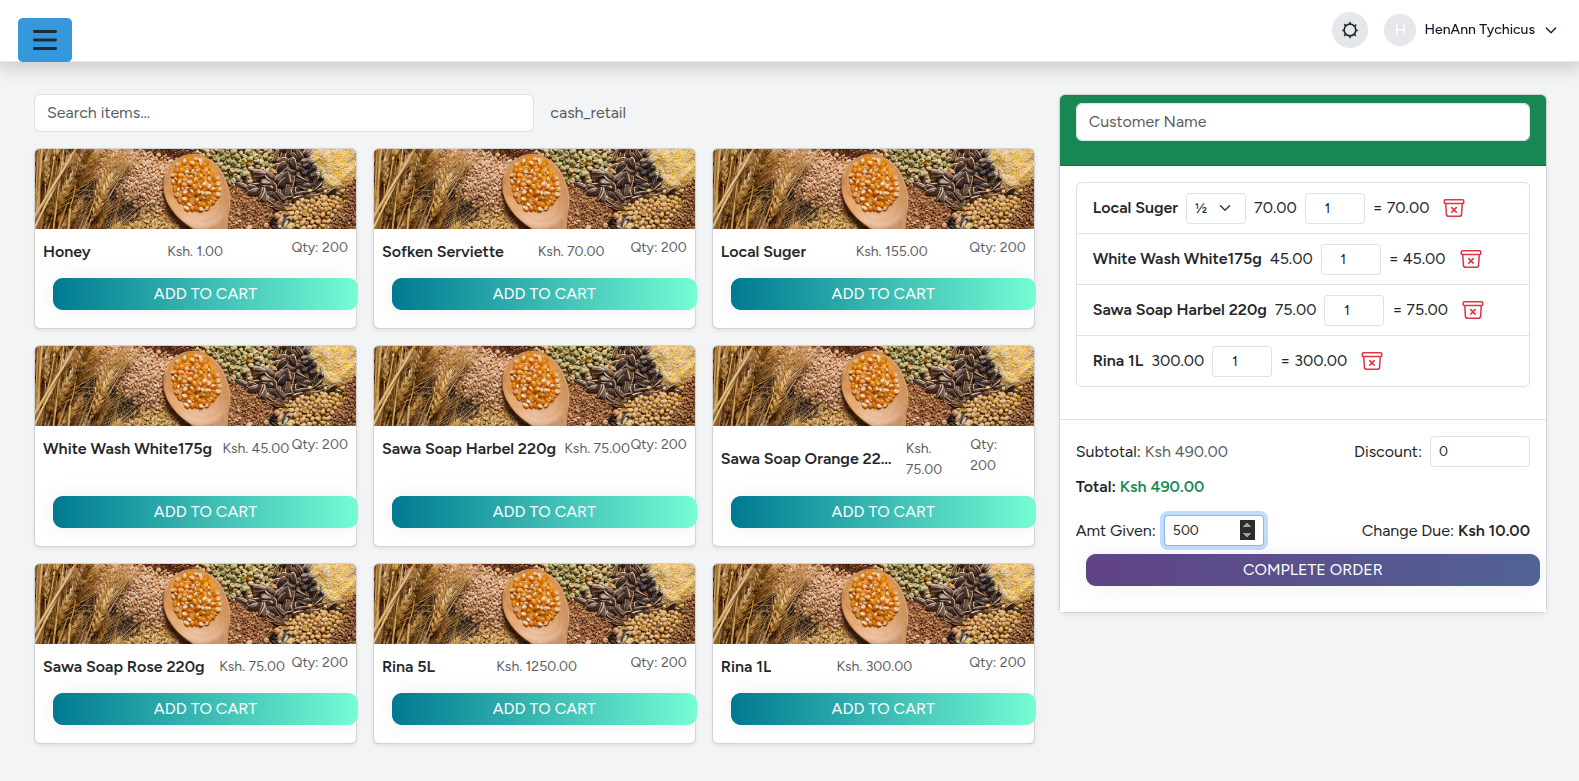 H HenAnn Tychicus
Search items... cash_retail
Honey Ksh. 1.00 Qty: 200
ADD TO CART
Sofken Serviette Ksh. 70.00 Qty: 200
ADD TO CART
Local Suger Ksh. 155.00 Qty: 200
ADD TO CART
White Wash White175g Ksh. 45.00 Qty: 200
ADD TO CART
Sawa Soap Harbel 220g Ksh. 75.00 Qty: 200
ADD TO CART
Sawa Soap Orange 22... Ksh. 75.00 Qty: 200
ADD TO CART
Sawa Soap Rose 220g Ksh. 75.00 Qty: 200
ADD TO CART
Rina 5L Ksh. 1250.00 Qty: 200
ADD TO CART
Rina 1L Ksh. 300.00 Qty: 200
ADD TO CART
Customer Name
Local Suger ½ 70.00 1 = 70.00
White Wash White175g 45.00 1 = 45.00
Sawa Soap Harbel 220g 75.00 1 = 75.00
Rina 1L 300.00 1 = 300.00
Subtotal: Ksh 490.00 Discount: 0
Total: Ksh 490.00
Amt Given: 500 Change Due: Ksh 10.00
COMPLETE ORDER